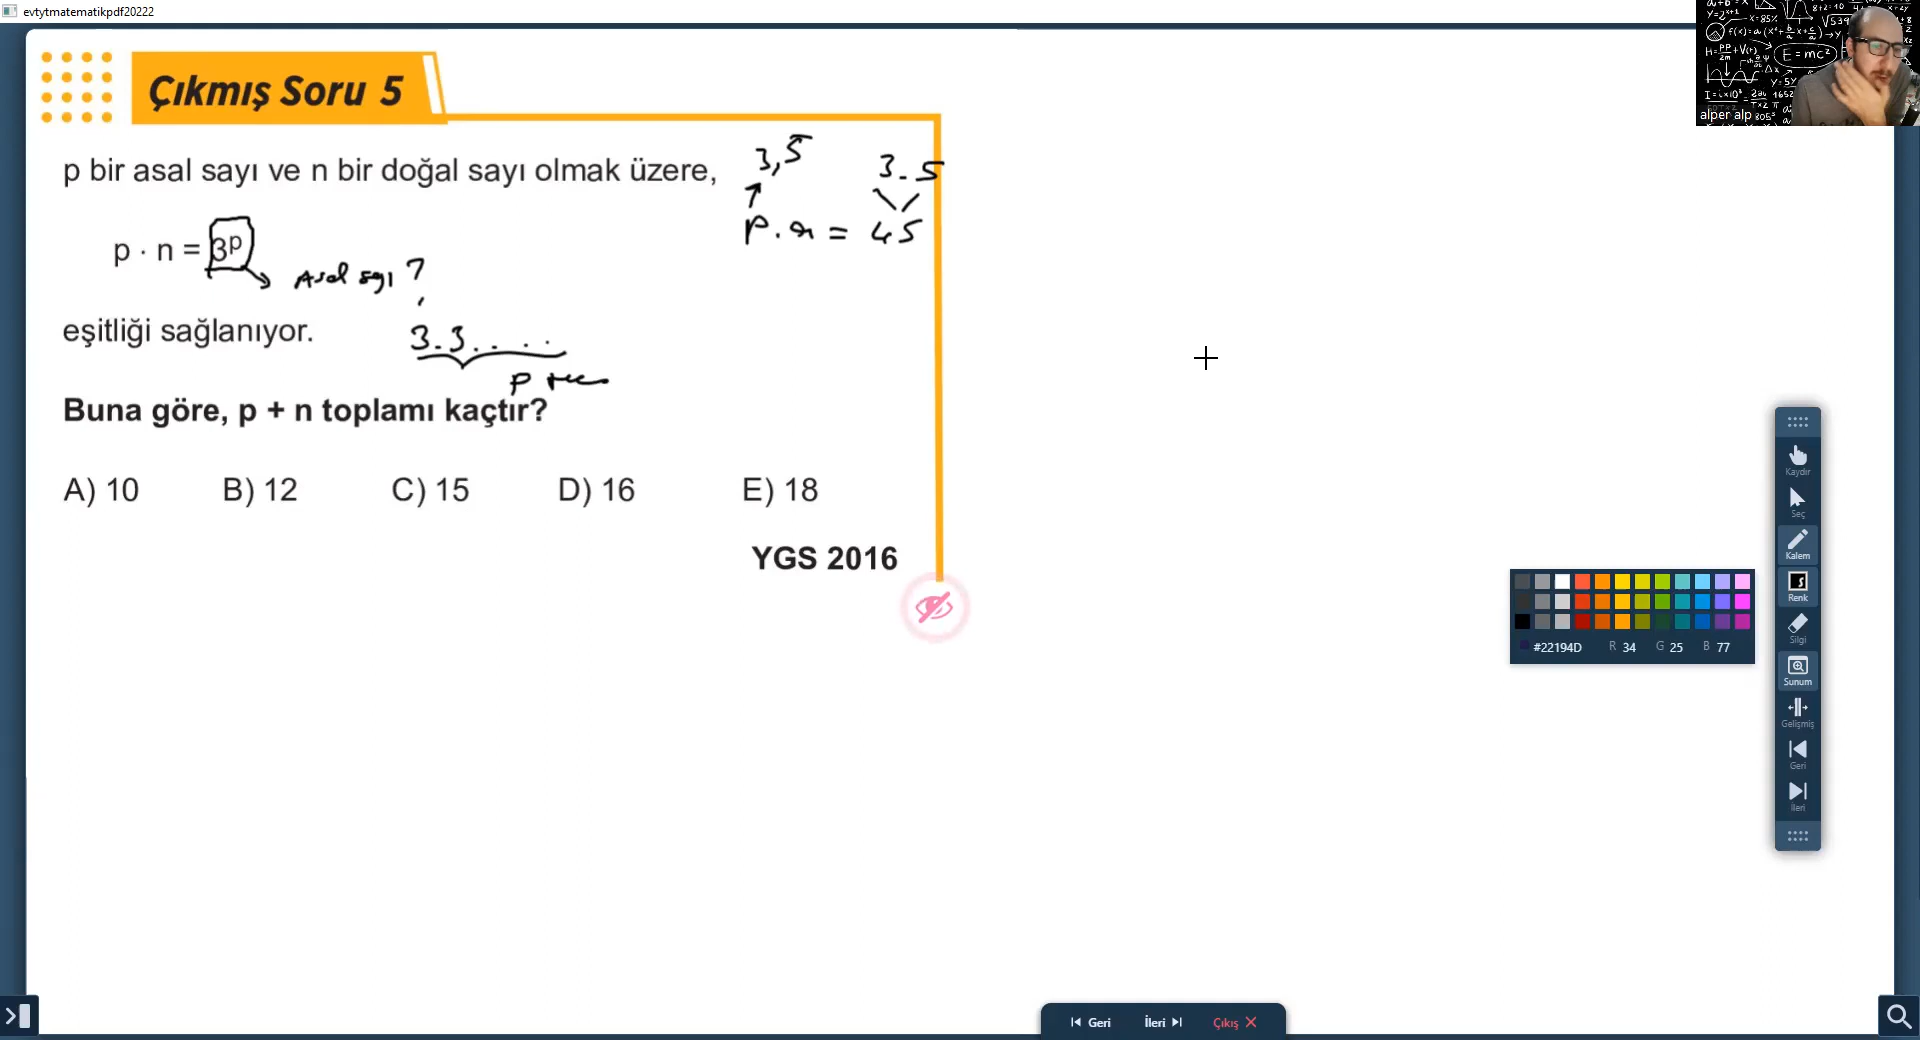 evtytmatematikpdf20222
Çıkmış Soru 5
p bir asal sayı ve n bir doğal sayı olmak üzere,
3,5
3.5
p.n = 45
p · n = 3ᵖ
Asal sayı ?
eşitliği sağlanıyor.
3.3. . . .
p tane
Buna göre, p + n toplamı kaçtır?
A) 10 B) 12 C) 15 D) 16 E) 18
YGS 2016
alper alp
E = mc²
Kaydır
Seç
Kalem
Renk
Silgi
Sunum
Gelişmiş
Geri
İleri
#22194D R 34 G 25 B 77
Geri İleri Çıkış